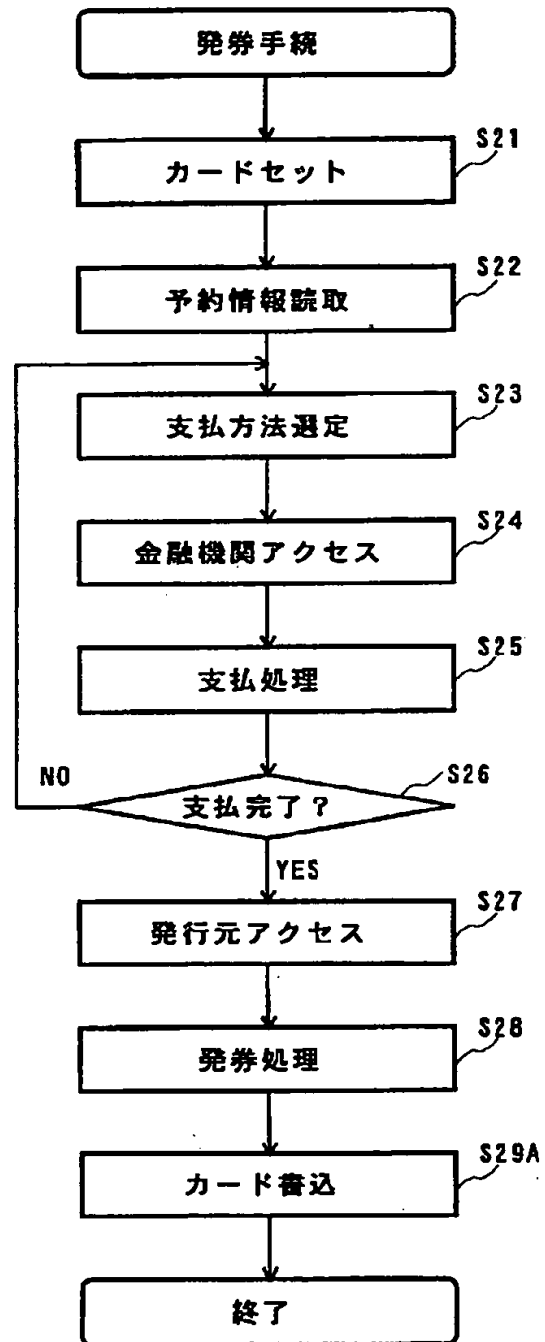 発券手続
S21
カードセット
S22
予約情報読取
S23
支払方法選定
S24
金融機関アクセス
S25
支払処理
NO
S26
支払完了？
YES
S27
発行元アクセス
S28
発券処理
S29A
カード書込
終了